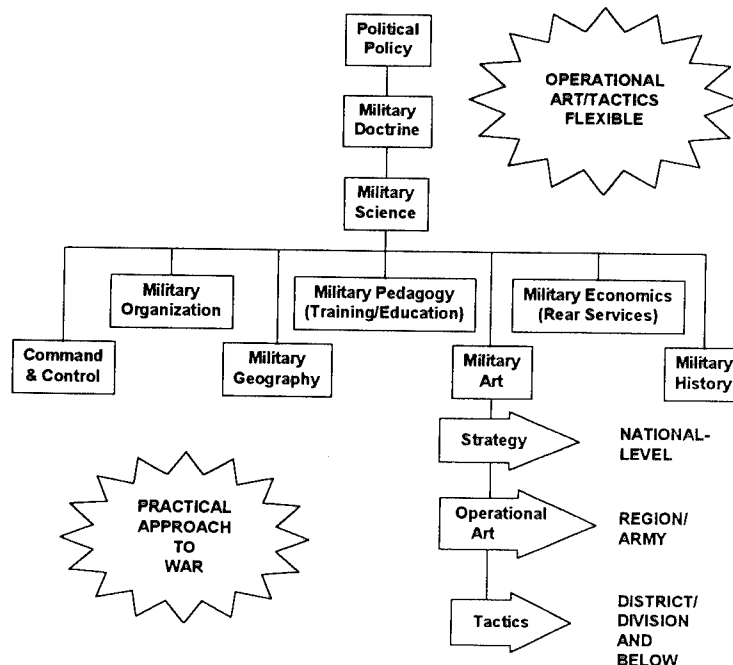 Political
Policy
OPERATIONAL
ART/TACTICS
FLEXIBLE
Military
Doctrine
Military
Science
Military
Organization
Military Pedagogy
(Training/Education)
Military Economics
(Rear Services)
Command
& Control
Military
Geography
Military
Art
Military
History
Strategy
NATIONAL-
LEVEL
PRACTICAL
APPROACH
TO
WAR
Operational
Art
REGION/
ARMY
Tactics
DISTRICT/
DIVISION
AND
BELOW